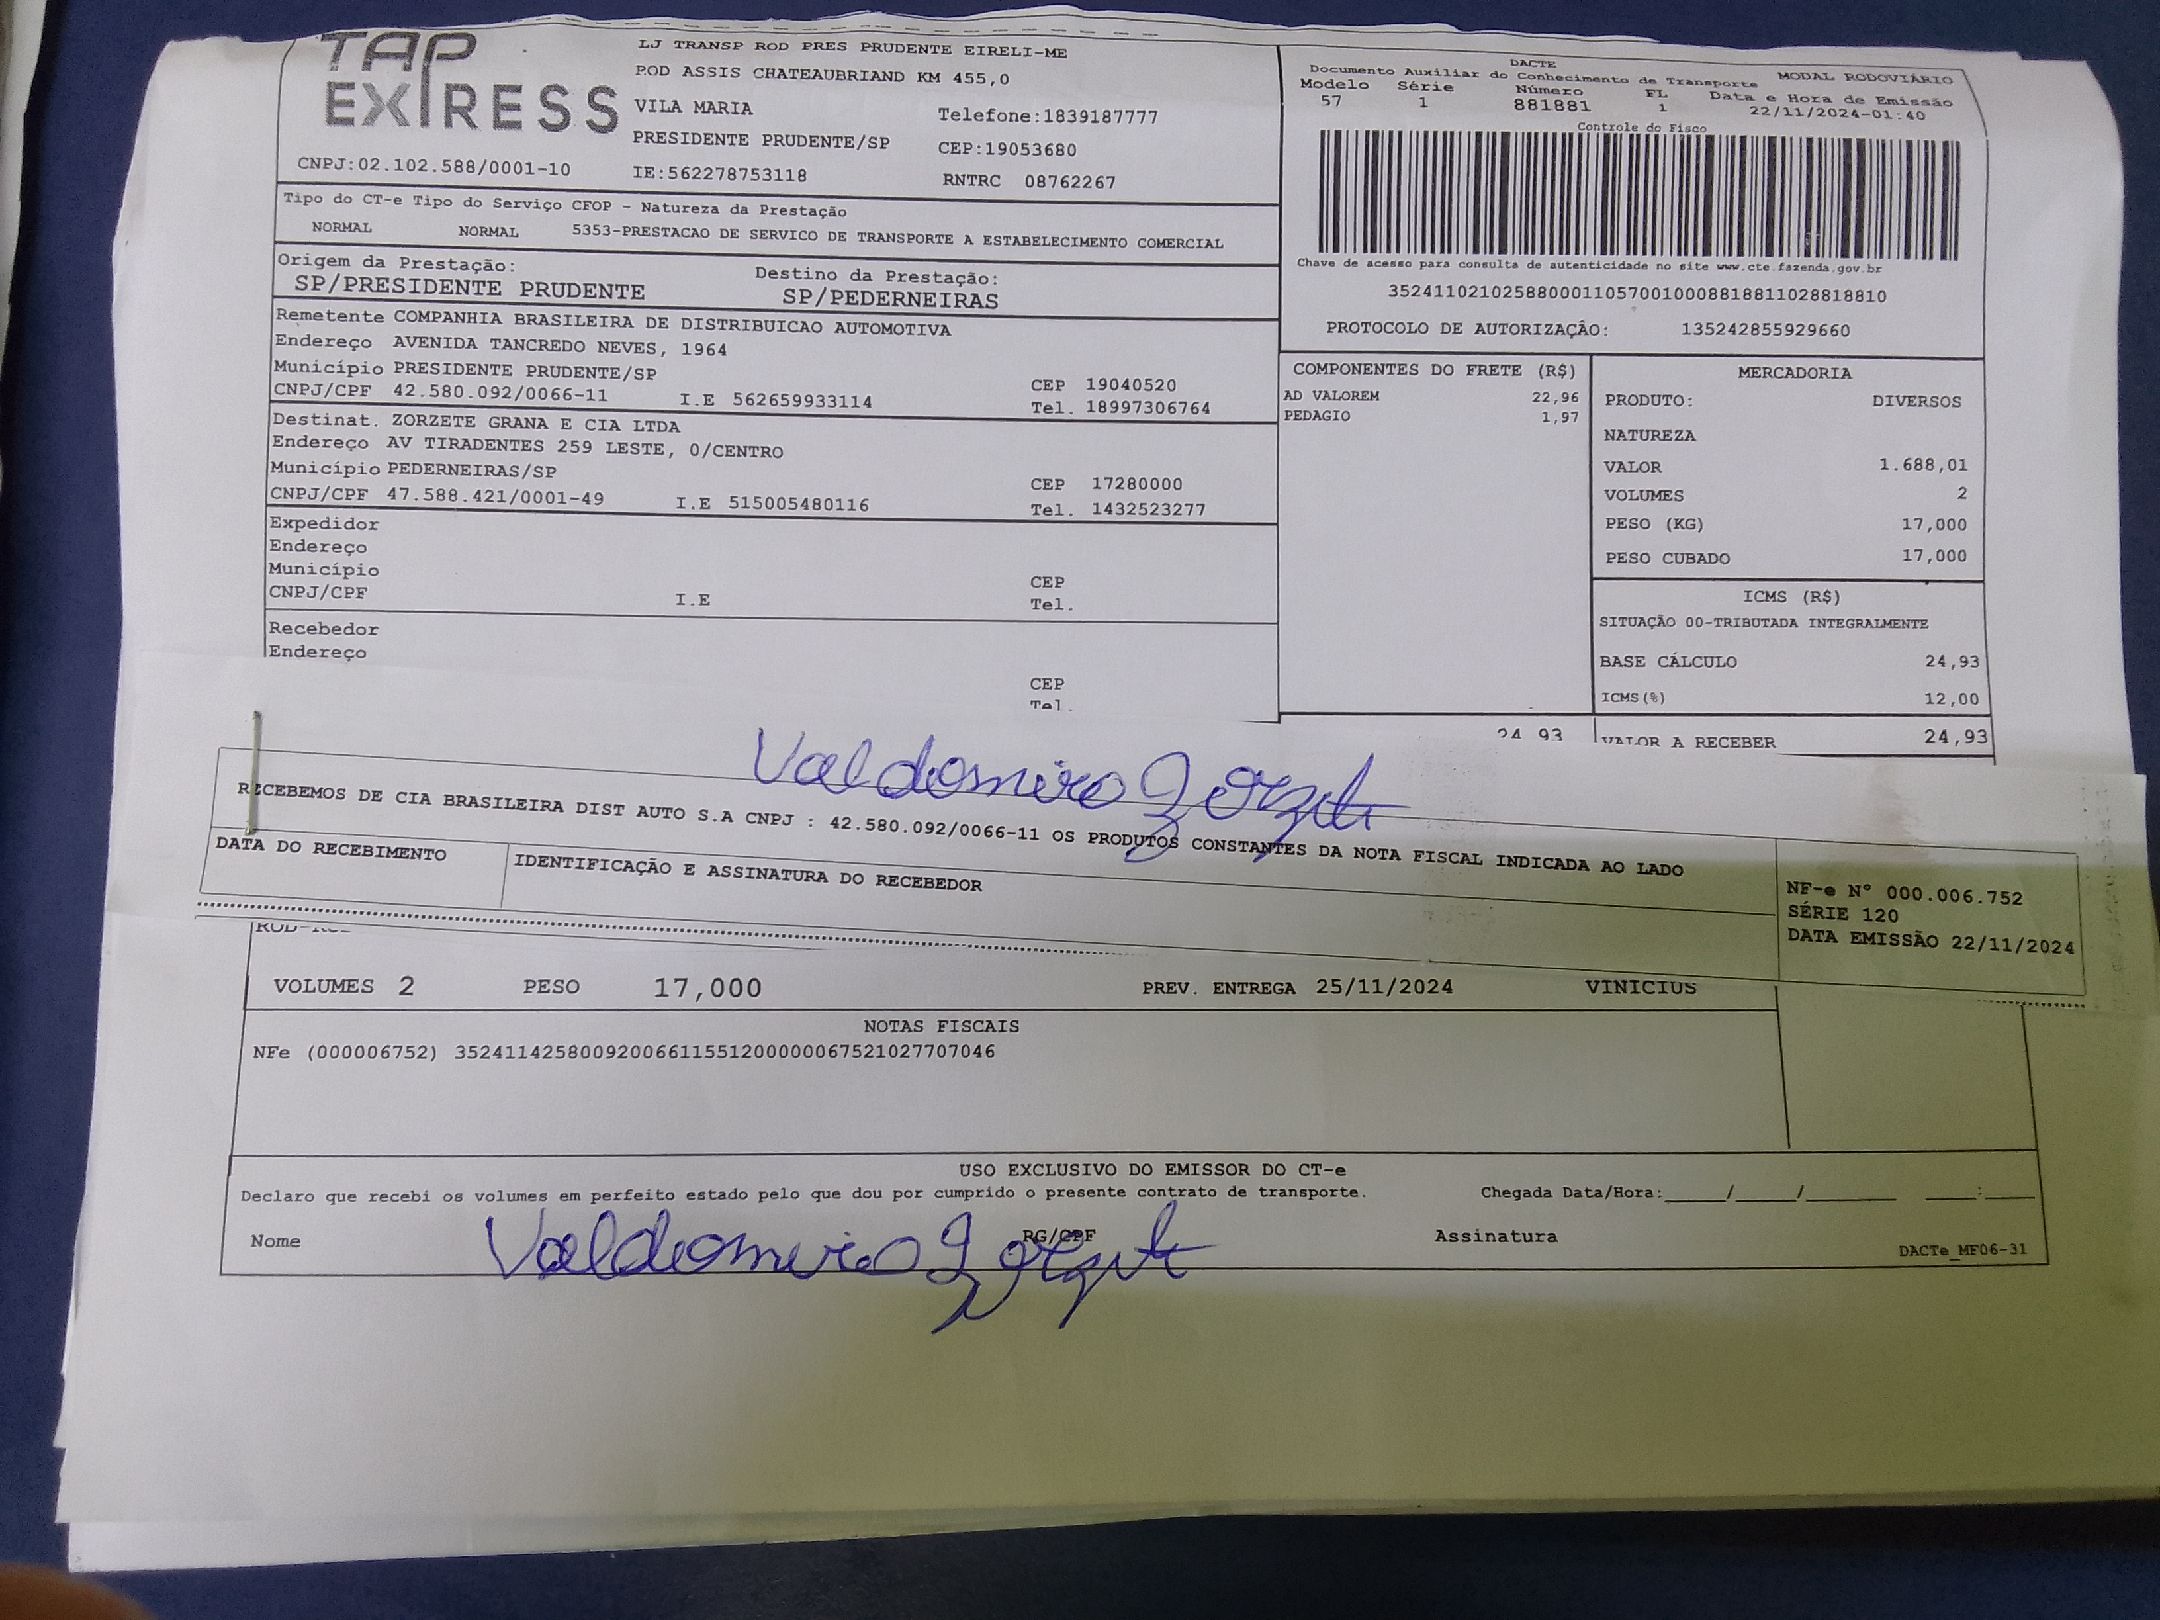 TAP EXPRESS
LJ TRANSP ROD PRES PRUDENTE EIRELI-ME
ROD ASSIS CHATEAUBRIAND KM 455,0
VILA MARIA
Telefone:1839187777
PRESIDENTE PRUDENTE/SP
CEP:19053680
CNPJ:02.102.588/0001-10
IE:562278753118
RNTRC 08762267
DACTE
Documento Auxiliar do Conhecimento de Transporte MODAL RODOVIÁRIO
Modelo Série Número FL Data e Hora de Emissão
57 1 881881 1 22/11/2024-01:40
Controle do Fisco
Chave de acesso para consulta de autenticidade no site www.cte.fazenda.gov.br
35241102102588000110570010008818811028818810
PROTOCOLO DE AUTORIZAÇÃO: 135242855929660
Tipo do CT-e Tipo do Serviço CFOP - Natureza da Prestação
NORMAL NORMAL 5353-PRESTACAO DE SERVICO DE TRANSPORTE A ESTABELECIMENTO COMERCIAL
Origem da Prestação: Destino da Prestação:
SP/PRESIDENTE PRUDENTE SP/PEDERNEIRAS
Remetente COMPANHIA BRASILEIRA DE DISTRIBUICAO AUTOMOTIVA
Endereço AVENIDA TANCREDO NEVES, 1964
Município PRESIDENTE PRUDENTE/SP CEP 19040520
CNPJ/CPF 42.580.092/0066-11 I.E 562659933114 Tel. 18997306764
Destinat. ZORZETE GRANA E CIA LTDA
Endereço AV TIRADENTES 259 LESTE, 0/CENTRO
Município PEDERNEIRAS/SP CEP 17280000
CNPJ/CPF 47.588.421/0001-49 I.E 515005480116 Tel. 1432523277
Expedidor
Endereço
Município CEP
CNPJ/CPF I.E Tel.
Recebedor
Endereço
CEP
Tel.
COMPONENTES DO FRETE (R$)
AD VALOREM 22,96
PEDAGIO 1,97
24,93
MERCADORIA
PRODUTO: DIVERSOS
NATUREZA
VALOR 1.688,01
VOLUMES 2
PESO (KG) 17,000
PESO CUBADO 17,000
ICMS (R$)
SITUAÇÃO 00-TRIBUTADA INTEGRALMENTE
BASE CÁLCULO 24,93
ICMS(%) 12,00
VALOR A RECEBER 24,93
Valdomiro
RECEBEMOS DE CIA BRASILEIRA DIST AUTO S.A CNPJ : 42.580.092/0066-11 OS PRODUTOS CONSTANTES DA NOTA FISCAL INDICADA AO LADO
DATA DO RECEBIMENTO IDENTIFICAÇÃO E ASSINATURA DO RECEBEDOR
NF-e N° 000.006.752
SÉRIE 120
DATA EMISSÃO 22/11/2024
VOLUMES 2 PESO 17,000 PREV. ENTREGA 25/11/2024 VINICIUS
NOTAS FISCAIS
NFe (000006752) 35241142580092006611551200000067521027707046
USO EXCLUSIVO DO EMISSOR DO CT-e
Declaro que recebi os volumes em perfeito estado pelo que dou por cumprido o presente contrato de transporte. Chegada Data/Hora:____/____/______ ___:___
Nome Valdomiro RG/CPF Assinatura
DACTe_MF06-31